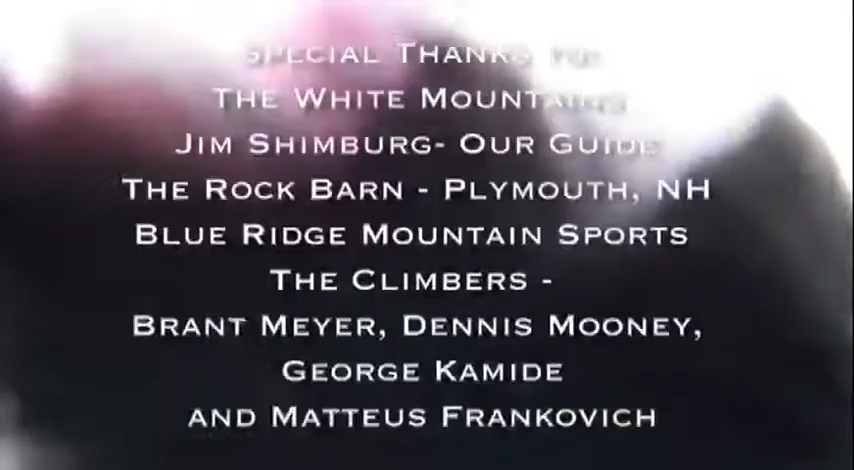 Special Thanks to:
The White Mountains
Jim Shimburg- Our Guide
The Rock Barn - Plymouth, NH
Blue Ridge Mountain Sports
The Climbers -
Brant Meyer, Dennis Mooney,
George Kamide
and Matteus Frankovich